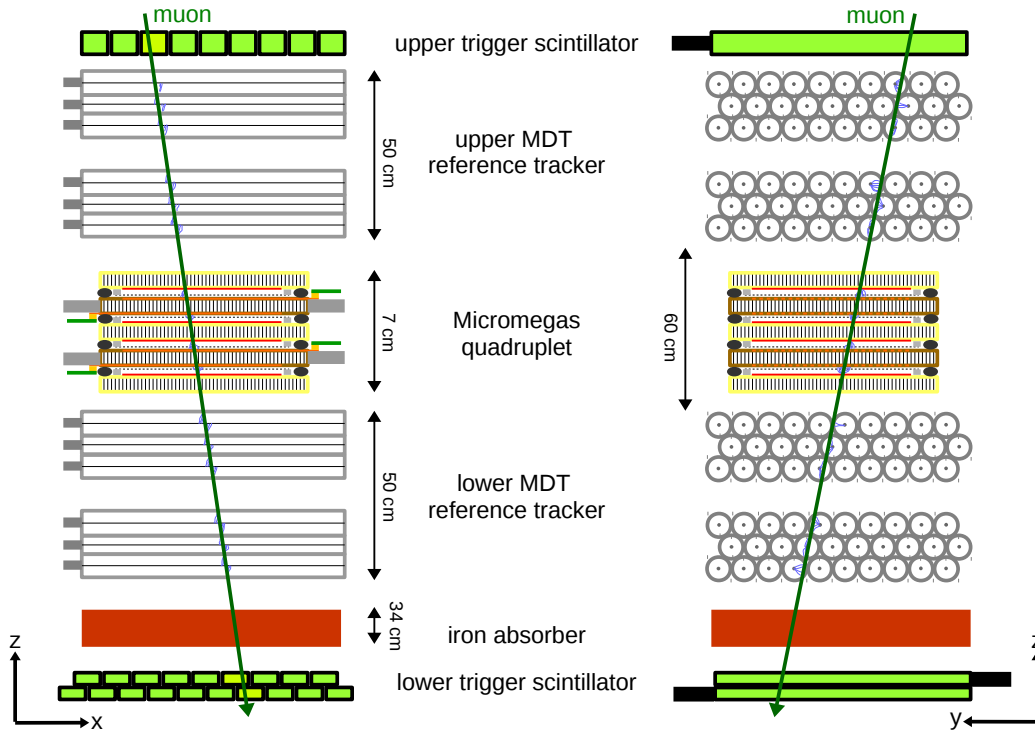 muon
muon
upper trigger scintillator
50 cm
upper MDT
reference tracker
7 cm
Micromegas
quadruplet
60 cm
50 cm
lower MDT
reference tracker
34 cm
iron absorber
z
z
lower trigger scintillator
x
y